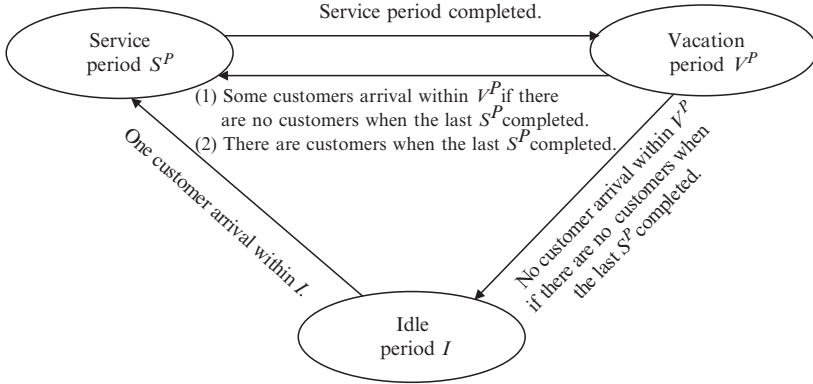 Service period completed.
Service
period S^P
Vacation
period V^P
(1) Some customers arrival within V^P if there
are no customers when the last S^P completed.
(2) There are customers when the last S^P completed.
One customer arrival within I.
No customer arrival within V^P
if there are no customers when
the last S^P completed.
Idle
period I